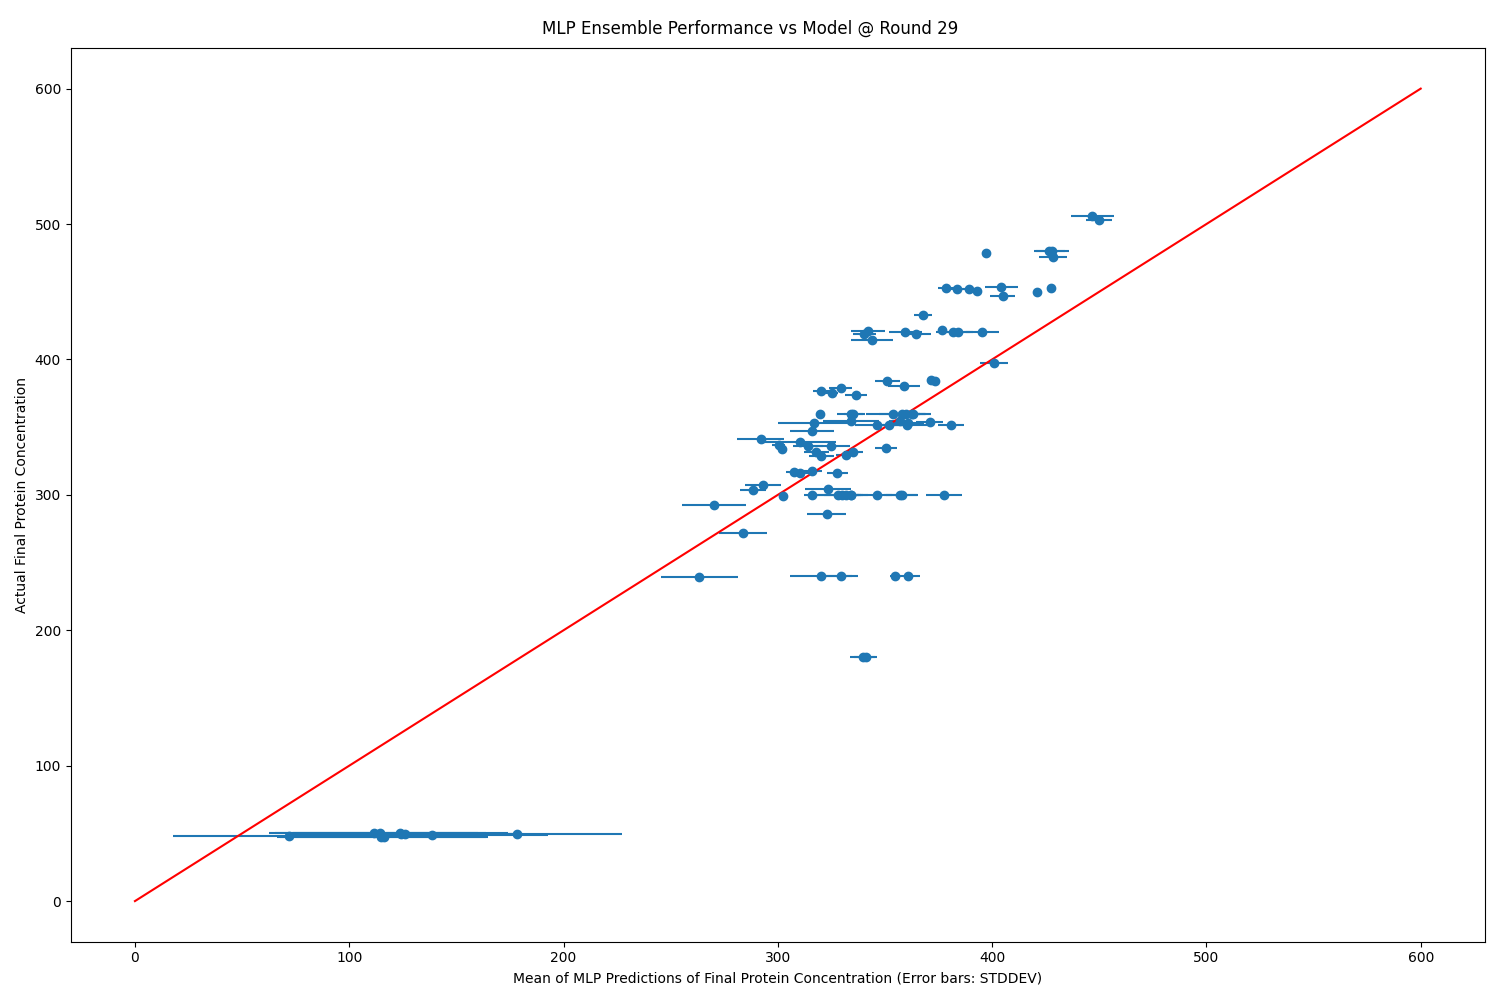 MLP Ensemble Performance vs Model @ Round 29
600
500
400
300
200
100
0
Actual Final Protein Concentration
0 100 200 300 400 500 600
Mean of MLP Predictions of Final Protein Concentration (Error bars: STDDEV)